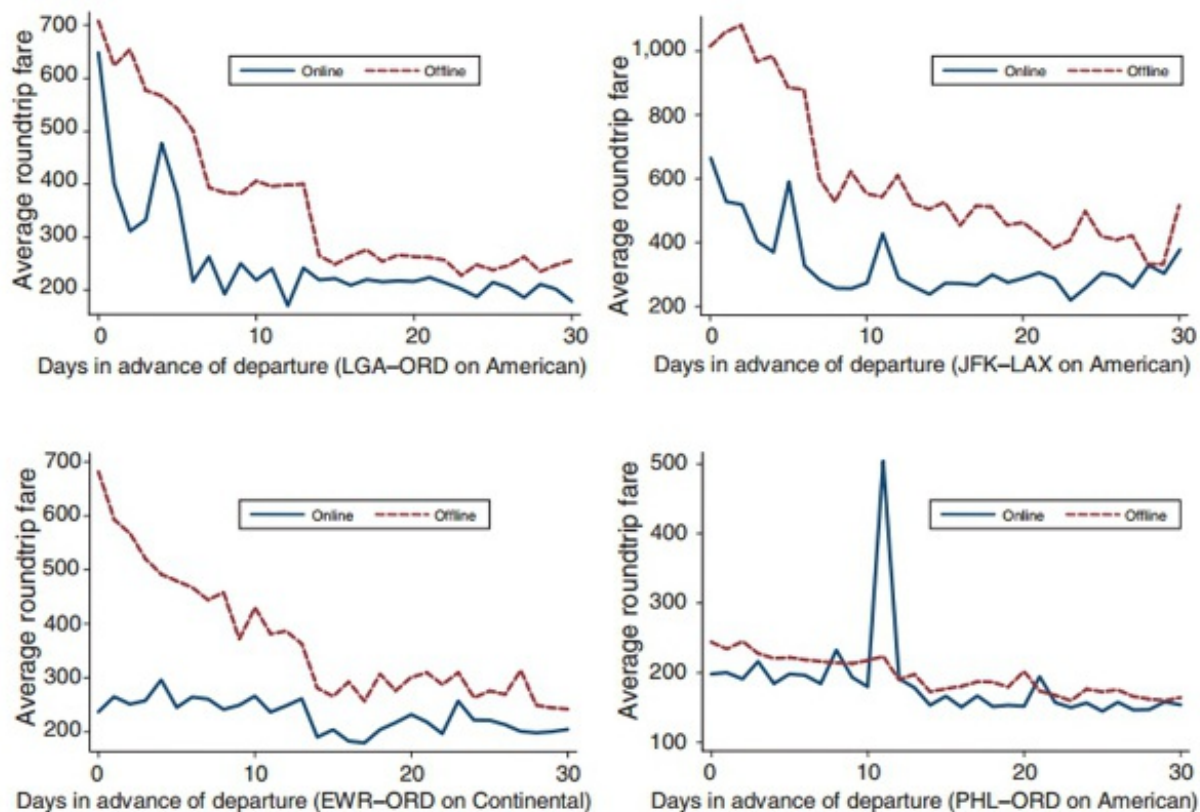 Average roundtrip fare
700
600
500
400
300
200
Online Offline
0 10 20 30
Days in advance of departure (LGA–ORD on American)
Average roundtrip fare
1,000
800
600
400
200
Online Offline
0 10 20 30
Days in advance of departure (JFK–LAX on American)
Average roundtrip fare
700
600
500
400
300
200
Online Offline
0 10 20 30
Days in advance of departure (EWR–ORD on Continental)
Average roundtrip fare
500
400
300
200
100
Online Offline
0 10 20 30
Days in advance of departure (PHL–ORD on American)